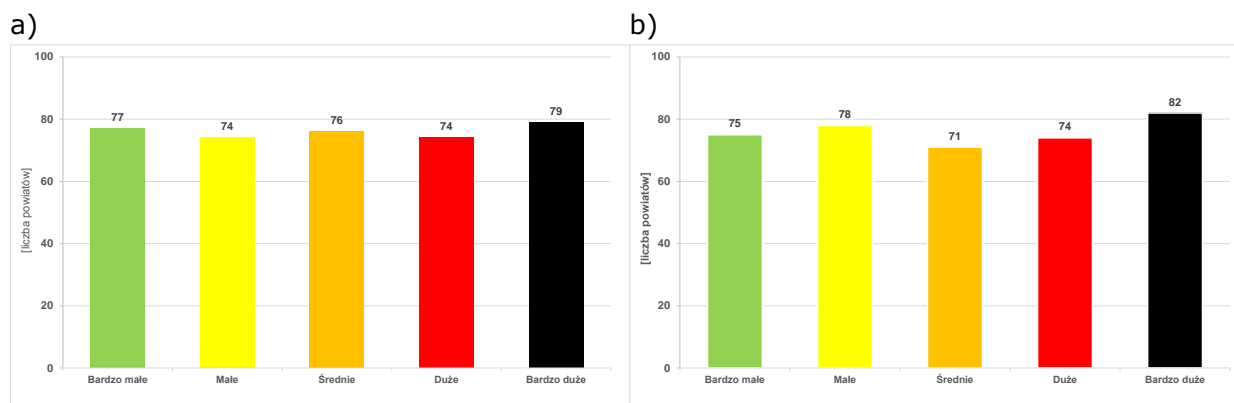 a)
100
80
60
40
20
0
[liczba powiatów]
77
74
76
74
79
Bardzo małe
Małe
Średnie
Duże
Bardzo duże
b)
100
80
60
40
20
0
[liczba powiatów]
75
78
71
74
82
Bardzo małe
Małe
Średnie
Duże
Bardzo duże